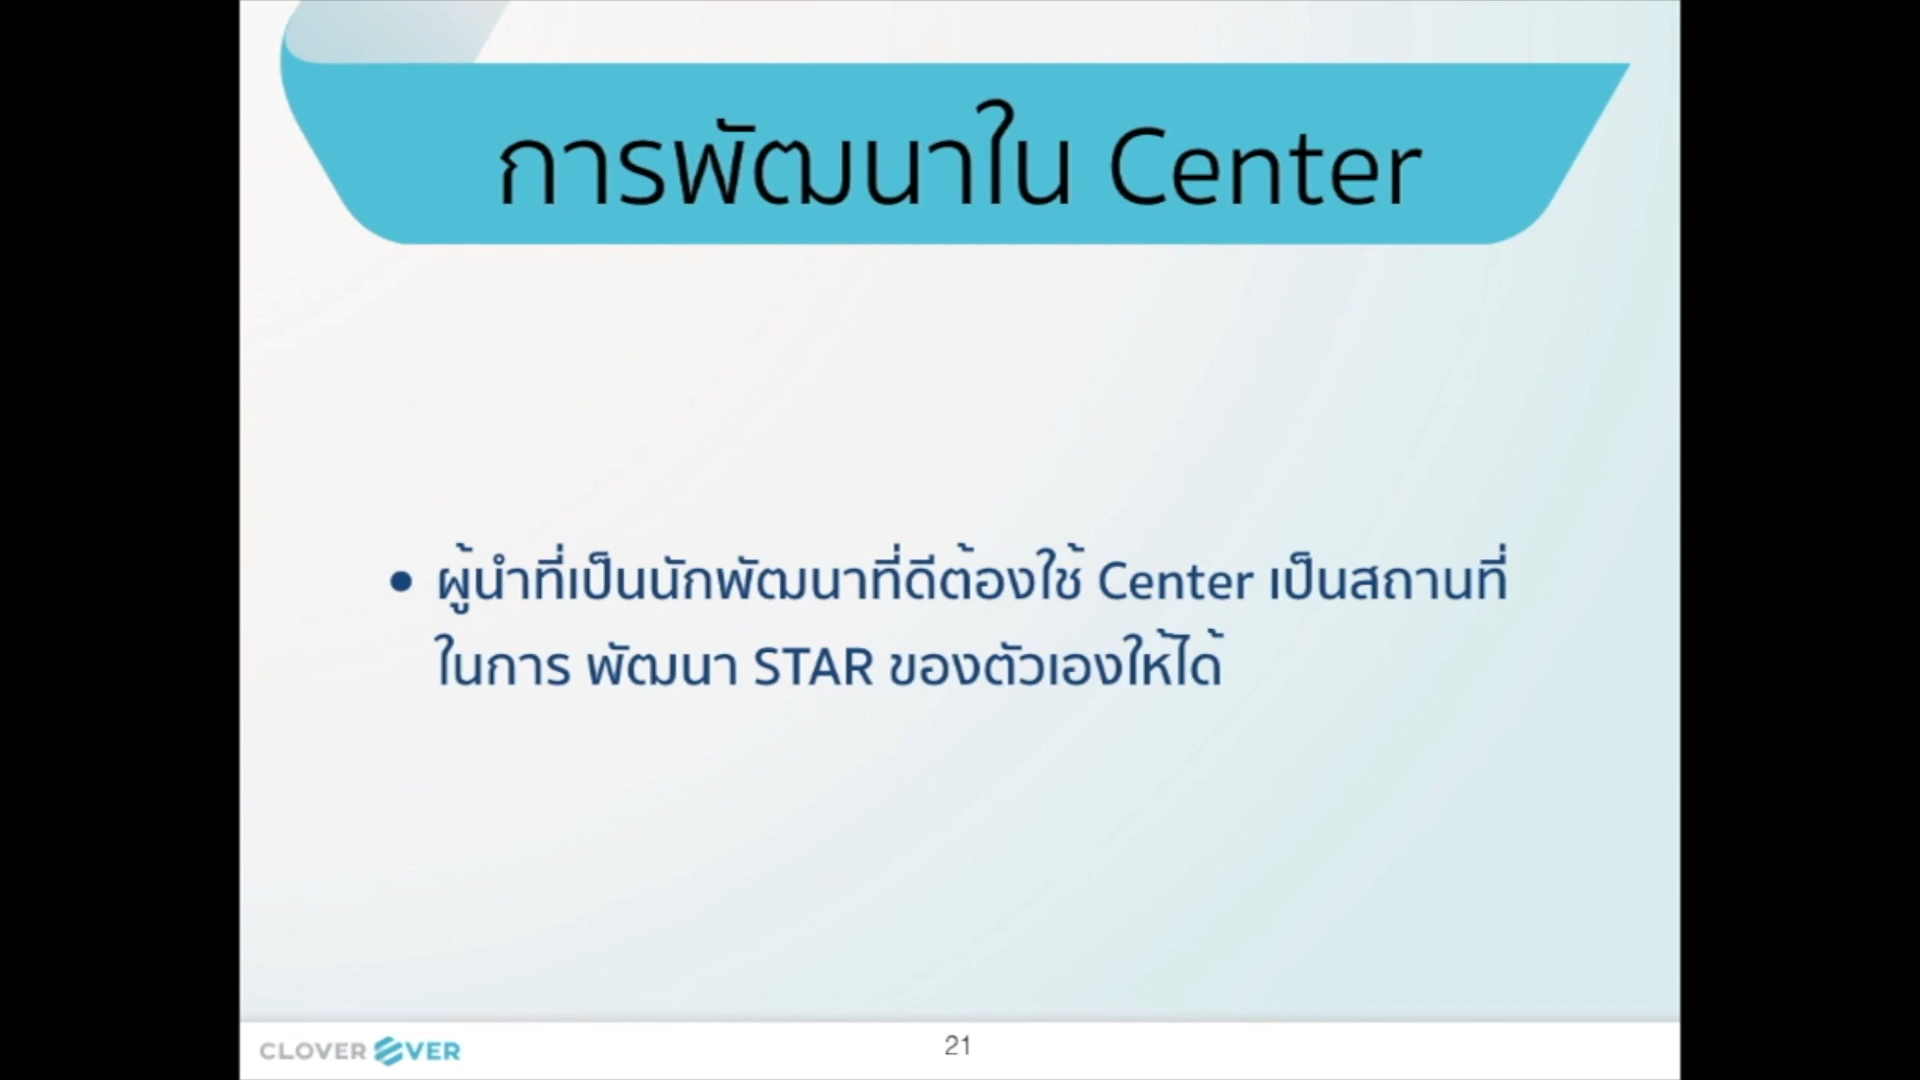 การพัฒนาใน Center
• ผู้นำที่เป็นนักพัฒนาที่ดีต้องใช้ Center เป็นสถานที่
ในการ พัฒนา STAR ของตัวเองให้ได้
CLOVER EVER
21